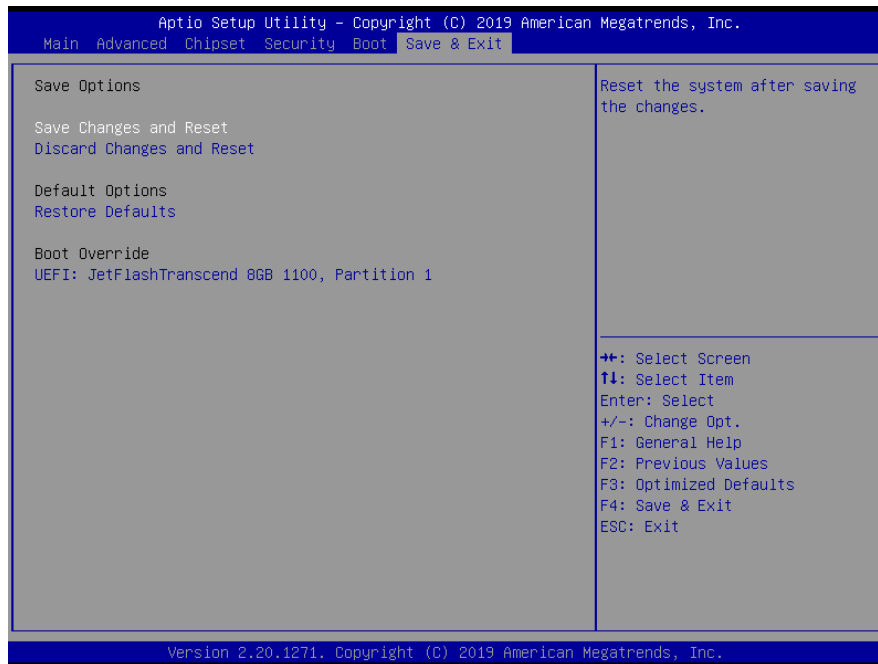 Aptio Setup Utility – Copyright (C) 2019 American Megatrends, Inc.
Main Advanced Chipset Security Boot Save & Exit
Save Options
Save Changes and Reset
Discard Changes and Reset
Default Options
Restore Defaults
Boot Override
UEFI: JetFlashTranscend 8GB 1100, Partition 1
Reset the system after saving
the changes.
→←: Select Screen
↑↓: Select Item
Enter: Select
+/-: Change Opt.
F1: General Help
F2: Previous Values
F3: Optimized Defaults
F4: Save & Exit
ESC: Exit
Version 2.20.1271. Copyright (C) 2019 American Megatrends, Inc.